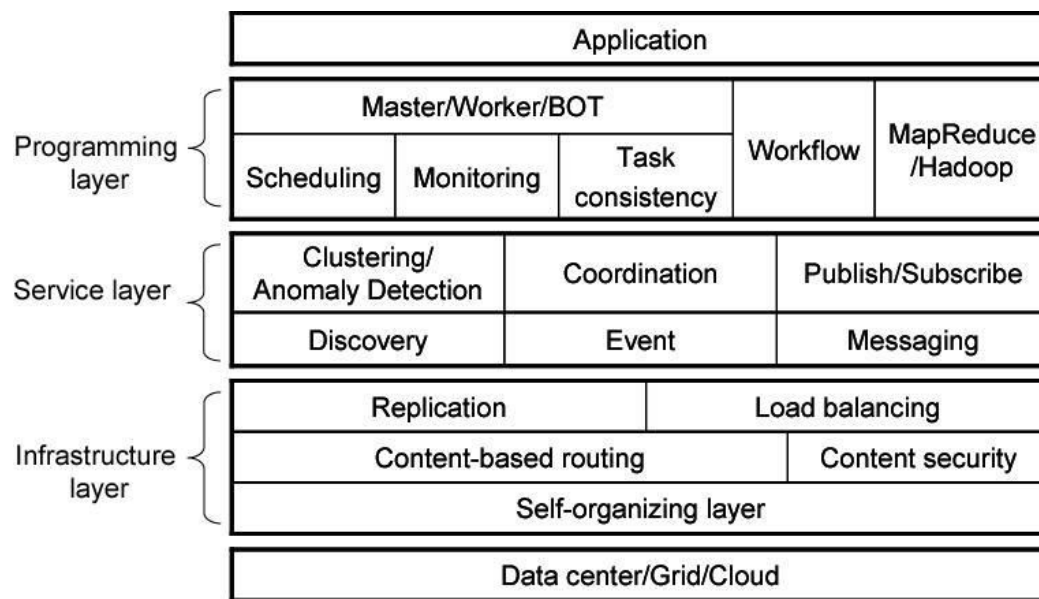 Application
Programming
layer
Master/Worker/BOT
Scheduling
Monitoring
Task
consistency
Workflow
MapReduce
/Hadoop
Service layer
Clustering/
Anomaly Detection
Coordination
Publish/Subscribe
Discovery
Event
Messaging
Infrastructure
layer
Replication
Load balancing
Content-based routing
Content security
Self-organizing layer
Data center/Grid/Cloud